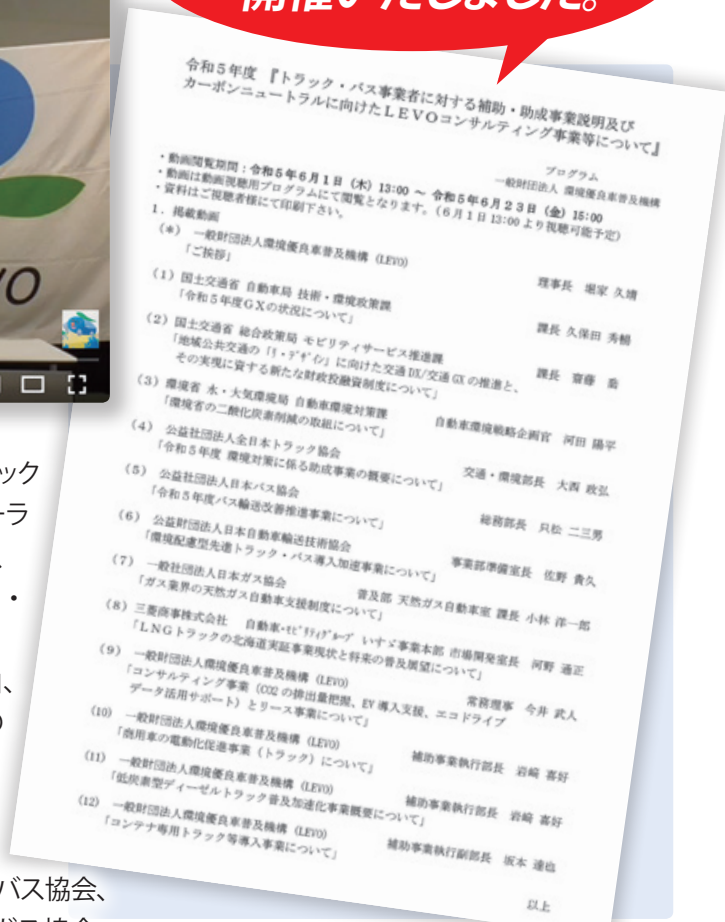 開催いたしました。
令和5年度 『トラック・バス事業者に対する補助・助成事業説明及び
カーボンニュートラルに向けたLEVOコンサルティング事業等について』
プログラム
一般財団法人 環境優良車普及機構
・動画閲覧期間：令和5年6月1日（木）13:00 ～ 令和5年6月23日（金）15:00
・動画は動画視聴用プログラムにて閲覧となります。（6月1日13:00より視聴可能予定）
・資料はご視聴者様にて印刷下さい。
1. 掲載動画
(*) 一般財団法人環境優良車普及機構 (LEVO)
「ご挨拶」 理事長 堀家 久靖
(1) 国土交通省 自動車局 技術・環境政策課
「令和5年度GXの状況について」 課長 久保田 秀暢
(2) 国土交通省 総合政策局 モビリティサービス推進課
「地域公共交通の「リ・デザイン」に向けた交通DX/交通GXの推進と、 課長 齋藤 喬
その実現に資する新たな財政投融資制度について」
(3) 環境省 水・大気環境局 自動車環境対策課
「環境省の二酸化炭素削減の取組について」 自動車環境戦略企画官 河田 陽平
(4) 公益社団法人全日本トラック協会
「令和5年度 環境対策に係る助成事業の概要について」 交通・環境部長 大西 政弘
(5) 公益社団法人日本バス協会
「令和5年度バス輸送改善推進事業について」 総務部長 只松 二三男
(6) 公益財団法人日本自動車輸送技術協会
「環境配慮型先進トラック・バス導入加速事業について」 事業部準備室長 佐野 貴久
(7) 一般社団法人日本ガス協会 普及部 天然ガス自動車室 課長 小林 洋一郎
「ガス業界の天然ガス自動車支援制度について」
(8) 三菱商事株式会社 自動車・モビリティグループ いすゞ事業本部 市場開発室長 河野 通正
「LNGトラックの北海道実証事業現状と将来の普及展望について」
(9) 一般財団法人環境優良車普及機構 (LEVO) 常務理事 今井 武人
「コンサルティング事業（CO2の排出量把握、EV導入支援、エコドライブ
データ活用サポート）とリース事業について」
(10) 一般財団法人環境優良車普及機構 (LEVO)
「商用車の電動化促進事業（トラック）について」 補助事業執行部長 岩﨑 喜好
(11) 一般財団法人環境優良車普及機構 (LEVO)
「低炭素型ディーゼルトラック普及加速化事業概要について」 補助事業執行部長 岩﨑 喜好
(12) 一般財団法人環境優良車普及機構 (LEVO)
「コンテナ専用トラック等導入事業について」 補助事業執行副部長 坂本 達也
以上
ック
ーラ
・
バス協会、